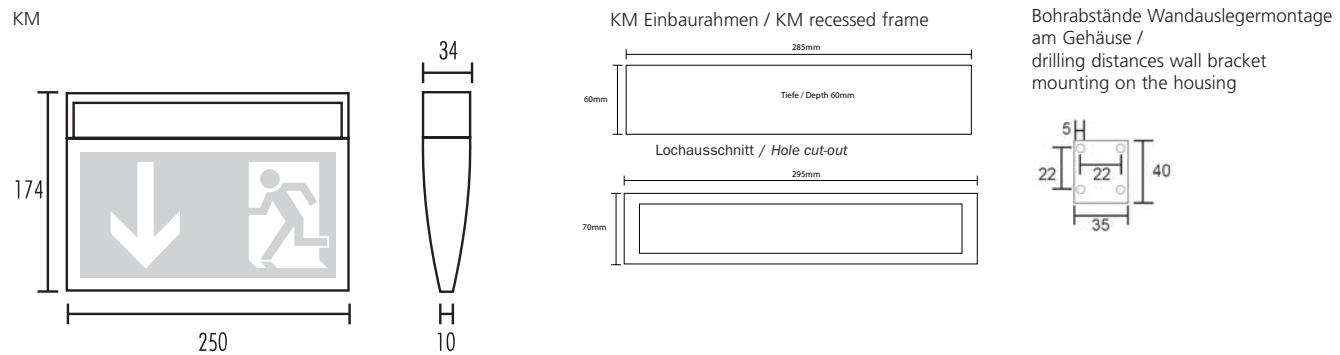 KM
34
174
250
10
KM Einbaurahmen / KM recessed frame
285mm
60mm
Tiefe / Depth 60mm
Lochausschnitt / Hole cut-out
295mm
70mm
Bohrabstände Wandauslegermontage
am Gehäuse /
drilling distances wall bracket
mounting on the housing
5
22
22
40
35